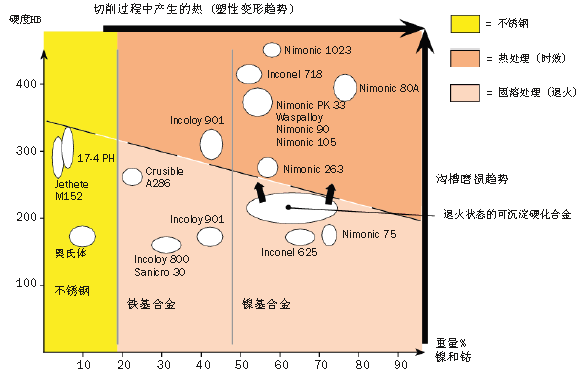 切削过程中产生的热 (塑性变形趋势)
硬度HB
= 不锈钢
= 热处理 (时效)
= 固熔处理 (退火)
400
300
200
100
Nimonic 1023
Inconel 718
Nimonic 80A
Nimonic PK 33
Waspalloy
Nimonic 90
Nimonic 105
Incoloy 901
17-4 PH
Jethete
M152
Crusible
A286
Nimonic 263
沟槽磨损趋势
退火状态的可沉淀硬化合金
奥氏体
Incoloy 901
Incoloy 800
Sanicro 30
Inconel 625
Nimonic 75
不锈钢
铁基合金
镍基合金
10
20
30
40
50
60
70
80
90
重量%
镍和钴